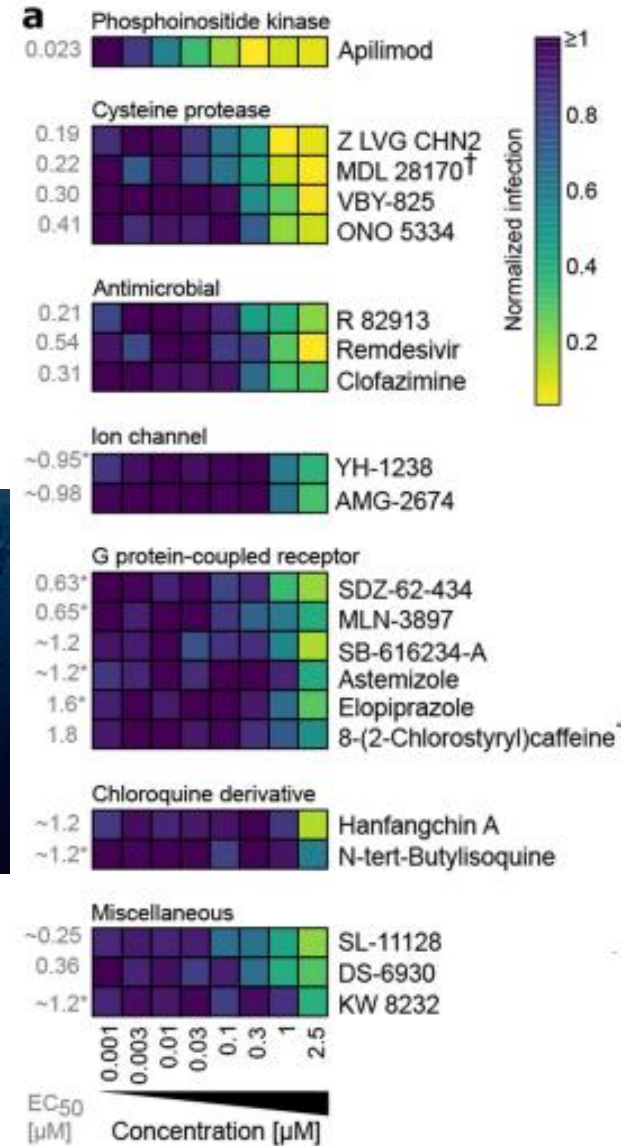 a
Phosphoinositide kinase
0.023 Apilimod
Cysteine protease
0.19 Z LVG CHN2
0.22 MDL 28170†
0.30 VBY-825
0.41 ONO 5334
Antimicrobial
0.21 R 82913
0.54 Remdesivir
0.31 Clofazimine
Ion channel
~0.95* YH-1238
~0.98 AMG-2674
G protein-coupled receptor
0.63* SDZ-62-434
0.65* MLN-3897
~1.2 SB-616234-A
~1.2* Astemizole
1.6* Elopiprazole
1.8 8-(2-Chlorostyryl)caffeine
Chloroquine derivative
~1.2 Hanfangchin A
~1.2* N-tert-Butylisoquine
Miscellaneous
~0.25 SL-11128
0.36 DS-6930
~1.2* KW 8232
0.001 0.003 0.01 0.03 0.1 0.3 1 2.5
EC50
[µM] Concentration [µM]
≥1
0.8
0.6
0.4
0.2
Normalized infection